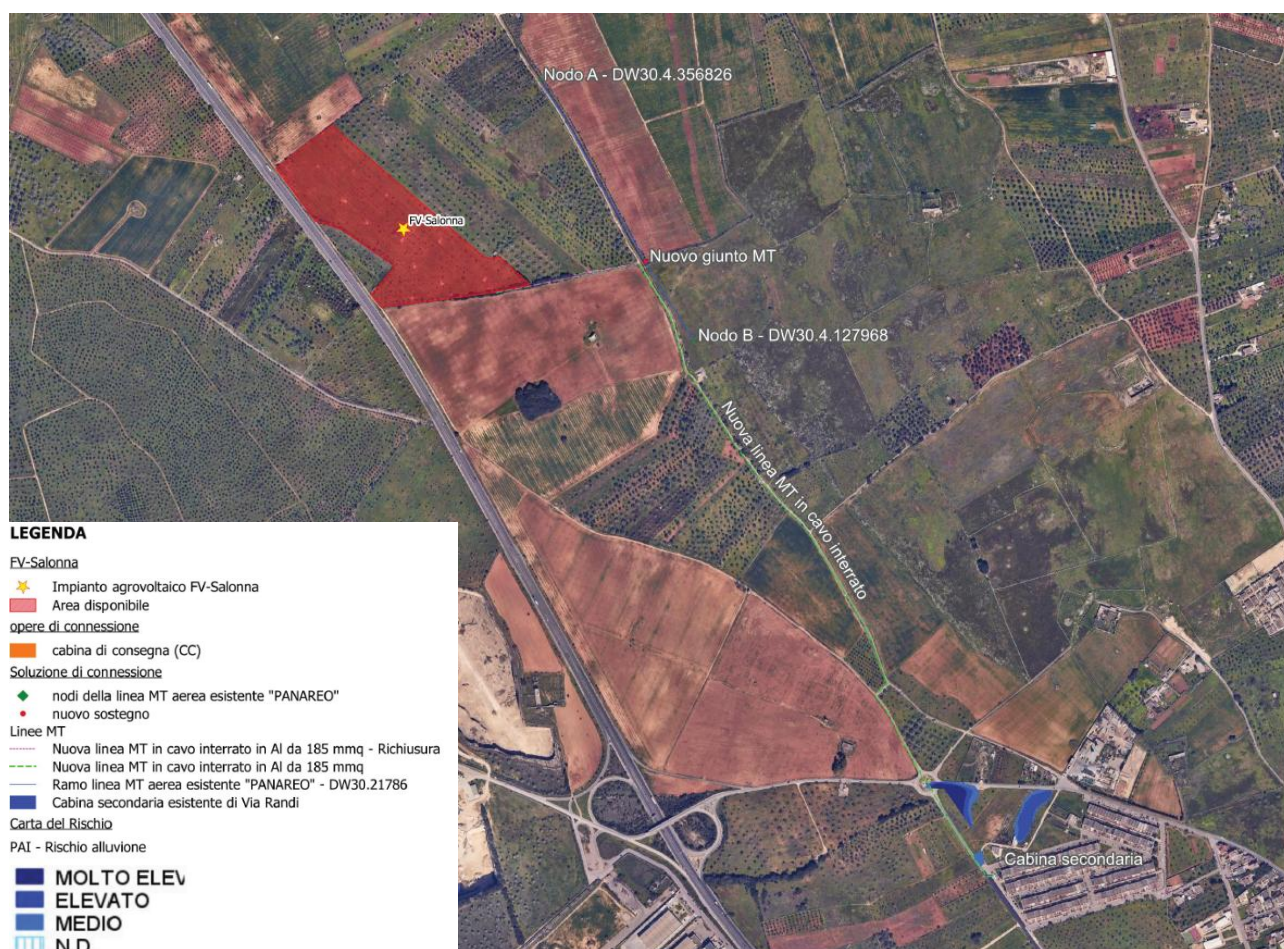 Nodo A - DW30.4.356826
FV-Salonna
Nuovo giunto MT
Nodo B - DW30.4.127968
Nuova linea MT in cavo interrato
Cabina secondaria
LEGENDA
FV-Salonna
Impianto agrovoltaico FV-Salonna
Area disponibile
opere di connessione
cabina di consegna (CC)
Soluzione di connessione
nodi della linea MT aerea esistente "PANAREO"
nuovo sostegno
Linee MT
Nuova linea MT in cavo interrato in Al da 185 mmq - Richiusura
Nuova linea MT in cavo interrato in Al da 185 mmq
Ramo linea MT aerea esistente "PANAREO" - DW30.21786
Cabina secondaria esistente di Via Randi
Carta del Rischio
PAI - Rischio alluvione
MOLTO ELEV
ELEVATO
MEDIO
N.D.